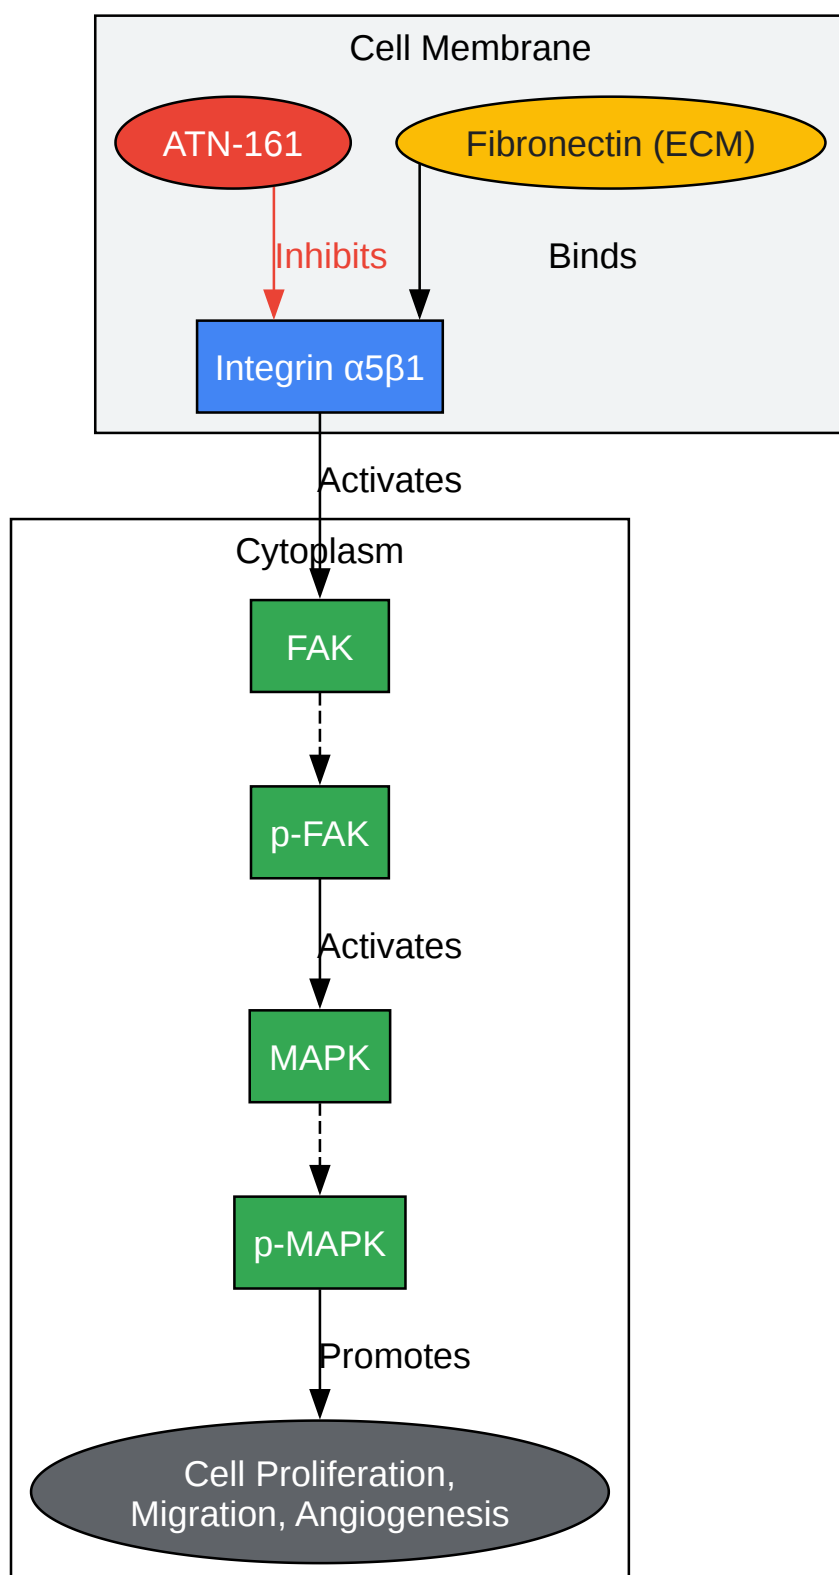 Cell Membrane
ATN-161
Fibronectin (ECM)
Inhibits
Binds
Integrin α5β1
Activates
Cytoplasm
FAK
p-FAK
Activates
MAPK
p-MAPK
Promotes
Cell Proliferation,
Migration, Angiogenesis